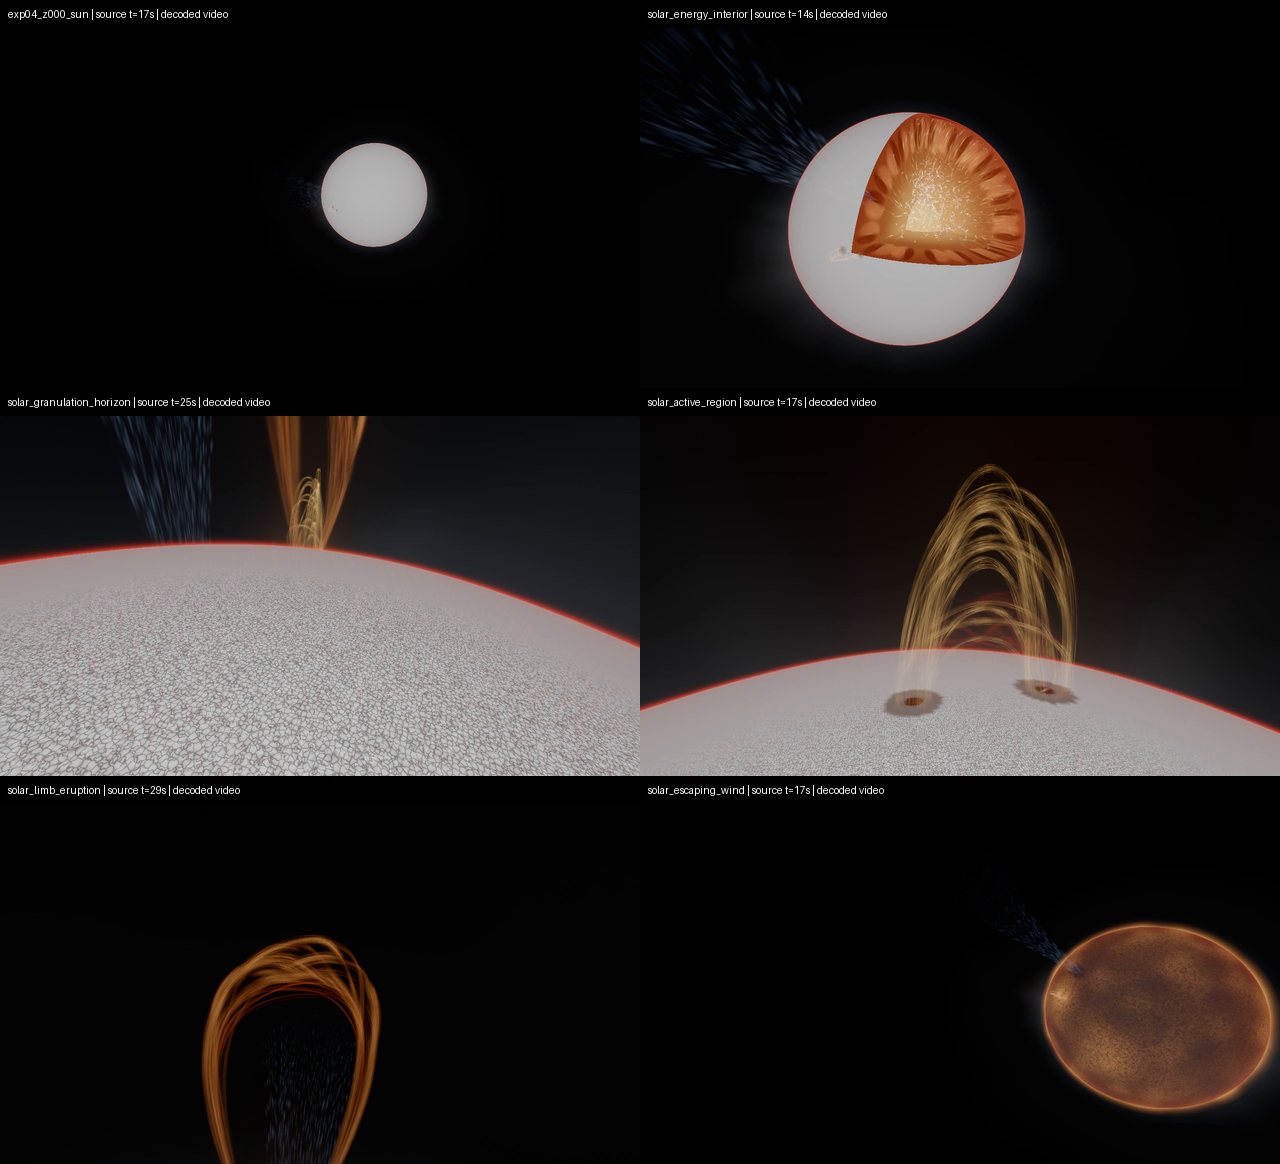 exp04_z000_sun | source t=17s | decoded video
solar_energy_interior | source t=14s | decoded video
solar_granulation_horizon | source t=25s | decoded video
solar_active_region | source t=17s | decoded video
solar_limb_eruption | source t=29s | decoded video
solar_escaping_wind | source t=17s | decoded video